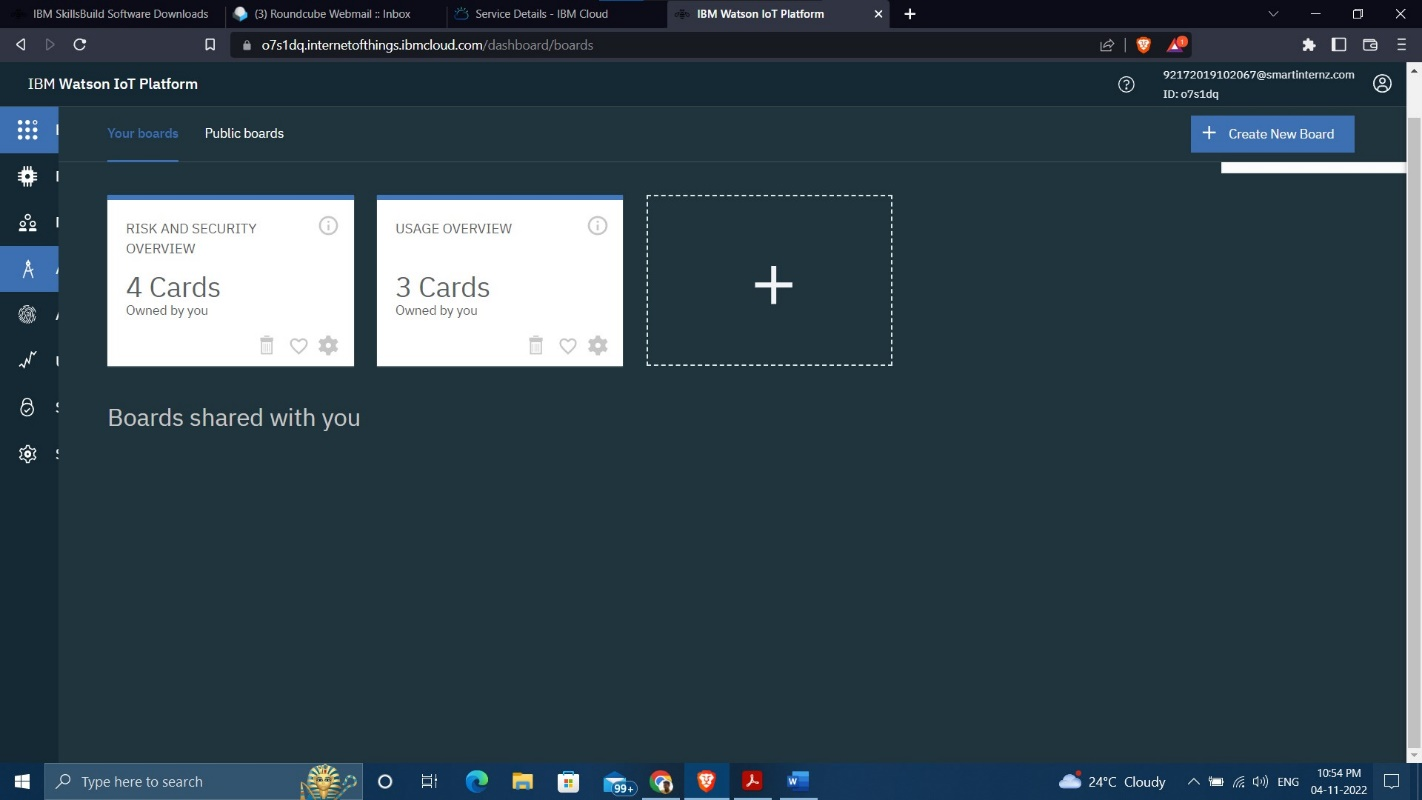 IBM SkillsBuild Software Downloads
(3) Roundcube Webmail :: Inbox
Service Details - IBM Cloud
IBM Watson IoT Platform
o7s1dq.internetofthings.ibmcloud.com/dashboard/boards
1
IBM Watson IoT Platform
92172019102067@smartinternz.com
ID: o7s1dq
Your boards
Public boards
Create New Board
RISK AND SECURITY
OVERVIEW
4 Cards
Owned by you
USAGE OVERVIEW
3 Cards
Owned by you
Boards shared with you
Type here to search
99+
24°C Cloudy
ENG
10:54 PM
04-11-2022